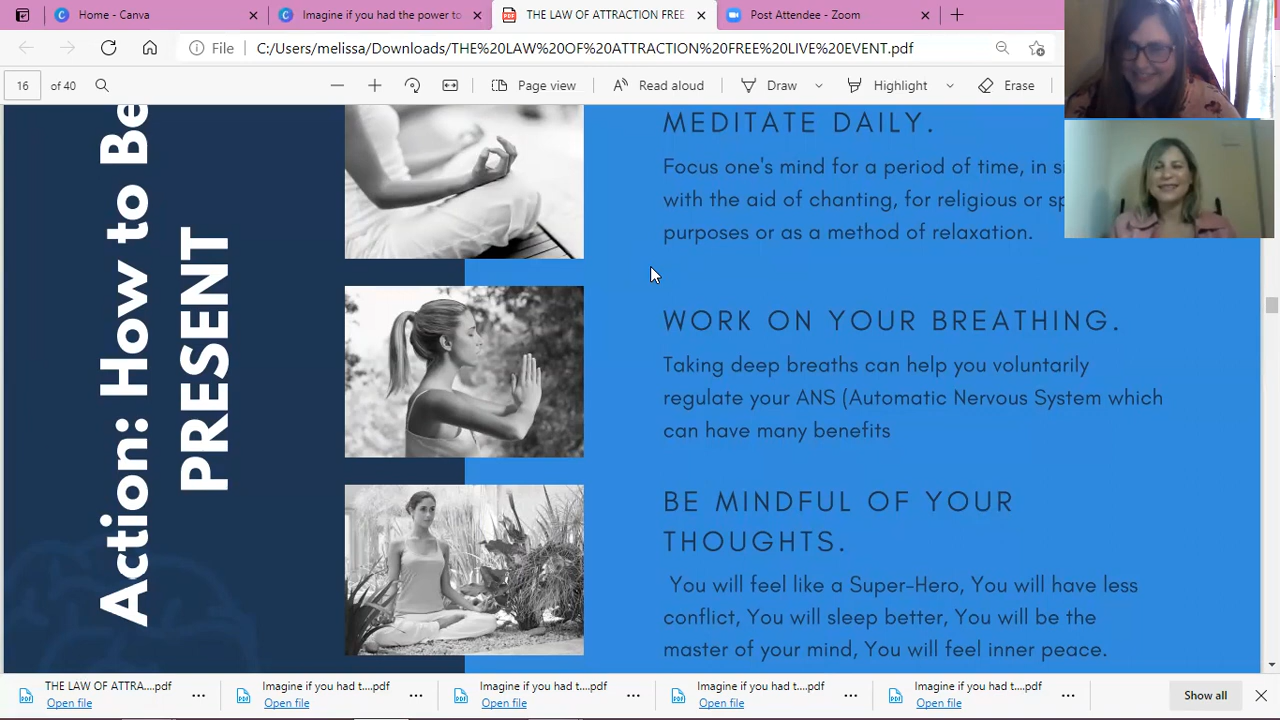 Home - Canva
Imagine if you had the power to
THE LAW OF ATTRACTION FREE
Post Attendee - Zoom
File
C:/Users/melissa/Downloads/THE%20LAW%20OF%20ATTRACTION%20FREE%20LIVE%20EVENT.pdf
16 of 40
Page view
Read aloud
Draw
Highlight
Erase
Action: How to Be
PRESENT
MEDITATE DAILY.
Focus one's mind for a period of time, in
with the aid of chanting, for religious or
purposes or as a method of relaxation.
WORK ON YOUR BREATHING.
Taking deep breaths can help you voluntarily
regulate your ANS (Automatic Nervous System which
can have many benefits
BE MINDFUL OF YOUR
THOUGHTS.
You will feel like a Super-Hero, You will have less
conflict, You will sleep better, You will be the
master of your mind, You will feel inner peace.
THE LAW OF ATTRA....pdf
Open file
Imagine if you had t....pdf
Open file
Imagine if you had t....pdf
Open file
Imagine if you had t....pdf
Open file
Imagine if you had t....pdf
Open file
Show all